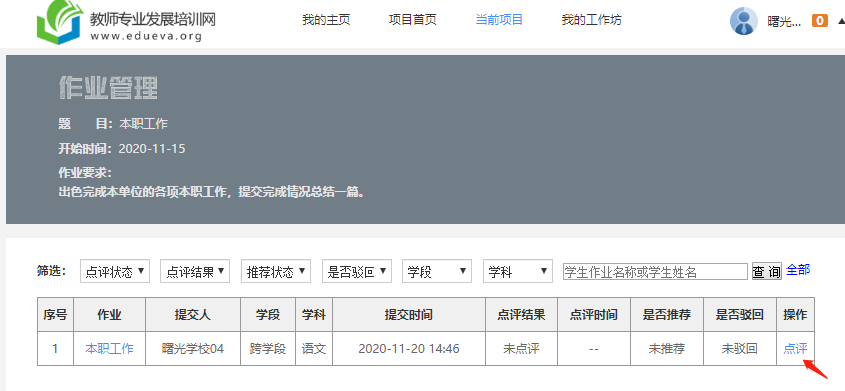 教师专业发展培训网
www.edueva.org
我的主页 项目首页 当前项目 我的工作坊 曙光... 0
作业管理
题 目：本职工作
开始时间：2020-11-15
作业要求：
出色完成本单位的各项本职工作，提交完成情况总结一篇。
筛选： 点评状态 点评结果 推荐状态 是否驳回 学段 学科 学生作业名称或学生姓名 查 询 全部
序号 作业 提交人 学段 学科 提交时间 点评结果 点评时间 是否推荐 是否驳回 操作
1 本职工作 曙光学校04 跨学段 语文 2020-11-20 14:46 未点评 -- 未推荐 未驳回 点评